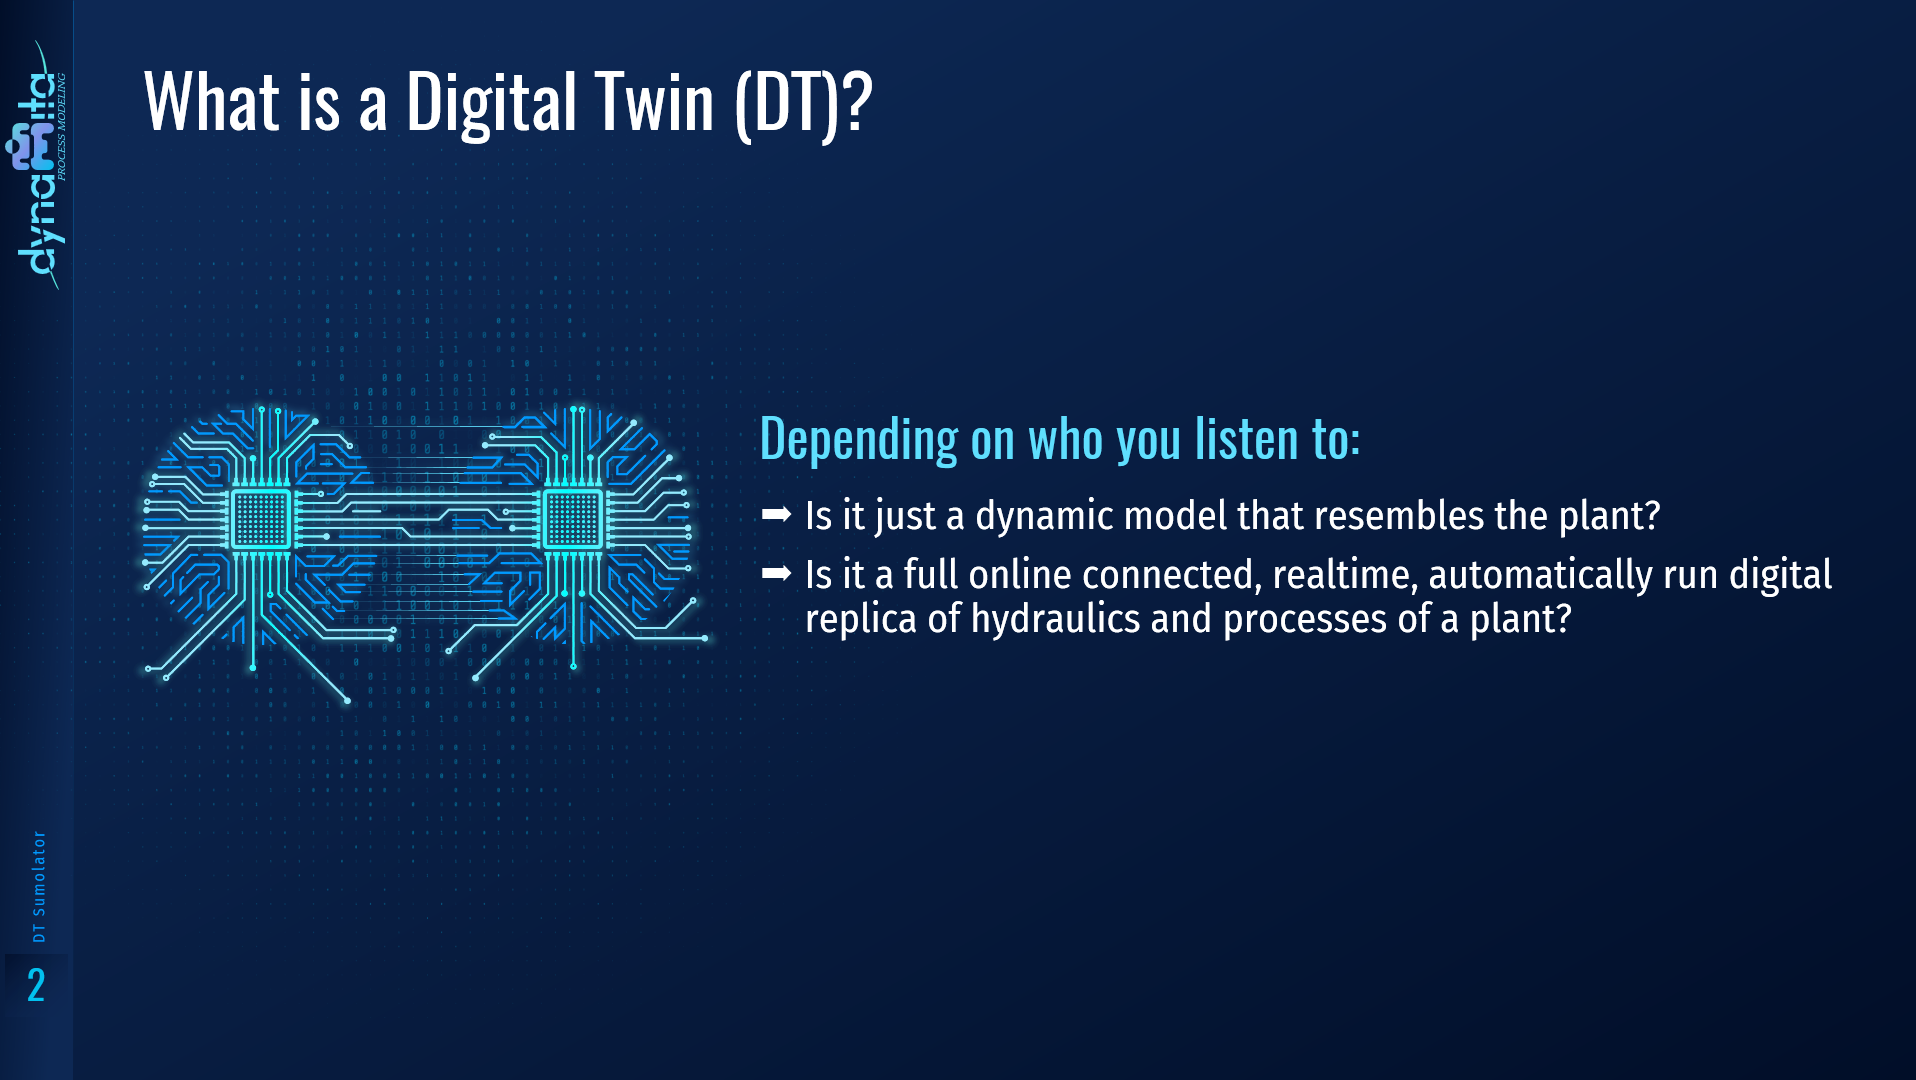 What is a Digital Twin (DT)?
dynamita
PROCESS MODELING
Depending on who you listen to:
➡ Is it just a dynamic model that resembles the plant?
➡ Is it a full online connected, realtime, automatically run digital
replica of hydraulics and processes of a plant?
DT Sumolator
2